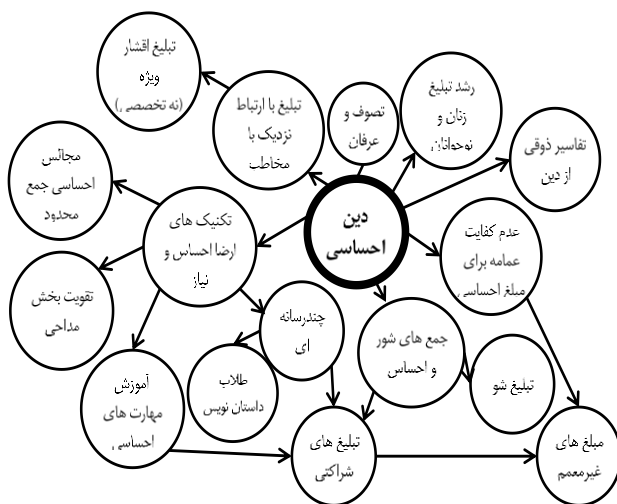 تبلیغ اقشار
ویژه
(نه تخصصی)
تبلیغ با ارتباط
نزدیک با
مخاطب
تصوف و
عرفان
رشد تبلیغ
زنان و
نوجوانان
تفاسیر ذوقی
از دین
مجالس
احساسی جمع
محدود
تکنیک های
ارضا احساس و
نیاز
دین
احساسی
عدم کفایت
عمامه برای
مبلغ احساسی
تقویت بخش
مداحی
چندرسانه
ای
جمع های شور
و احساس
آموزش
مهارت های
احساسی
طلاب
داستان نویس
تبلیغ شو
تبلیغ های
شراکتی
مبلغ های
غیرمعمم